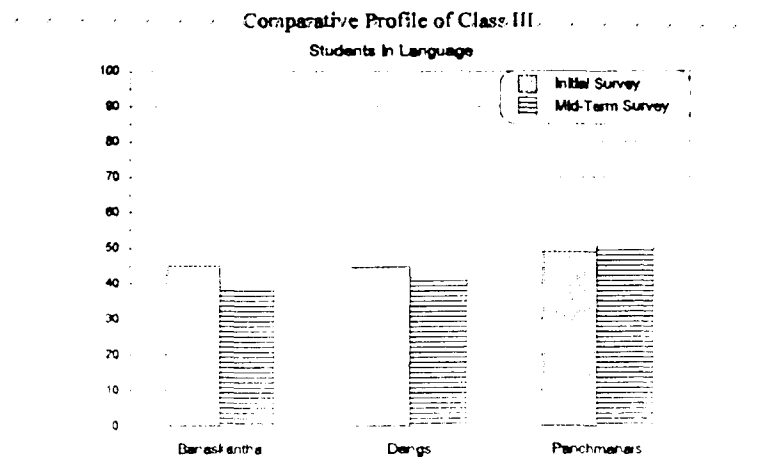 Comparative Profile of Class III
Students In Language
100
90
80
70
60
50
40
30
20
10
0
Initial Survey
Mid-Term Survey
Banaskantha
Dangs
Panchmahals